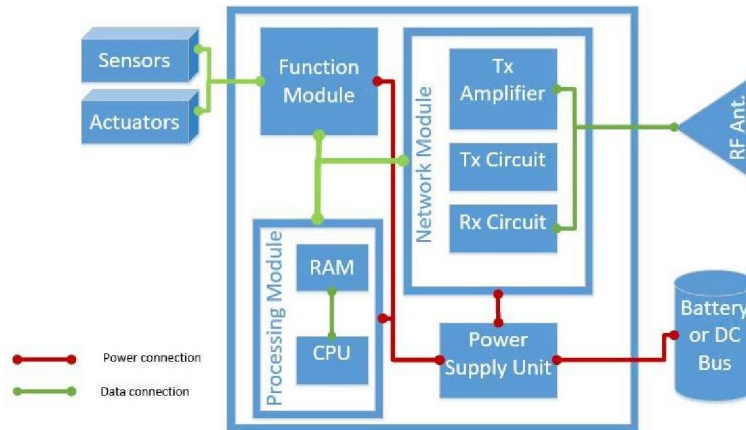 Sensors
Actuators
Function
Module
Network Module
Tx
Amplifier
Tx Circuit
Rx Circuit
RF Ant.
Processing Module
RAM
CPU
Power
Supply Unit
Battery
or DC
Bus
Power connection
Data connection